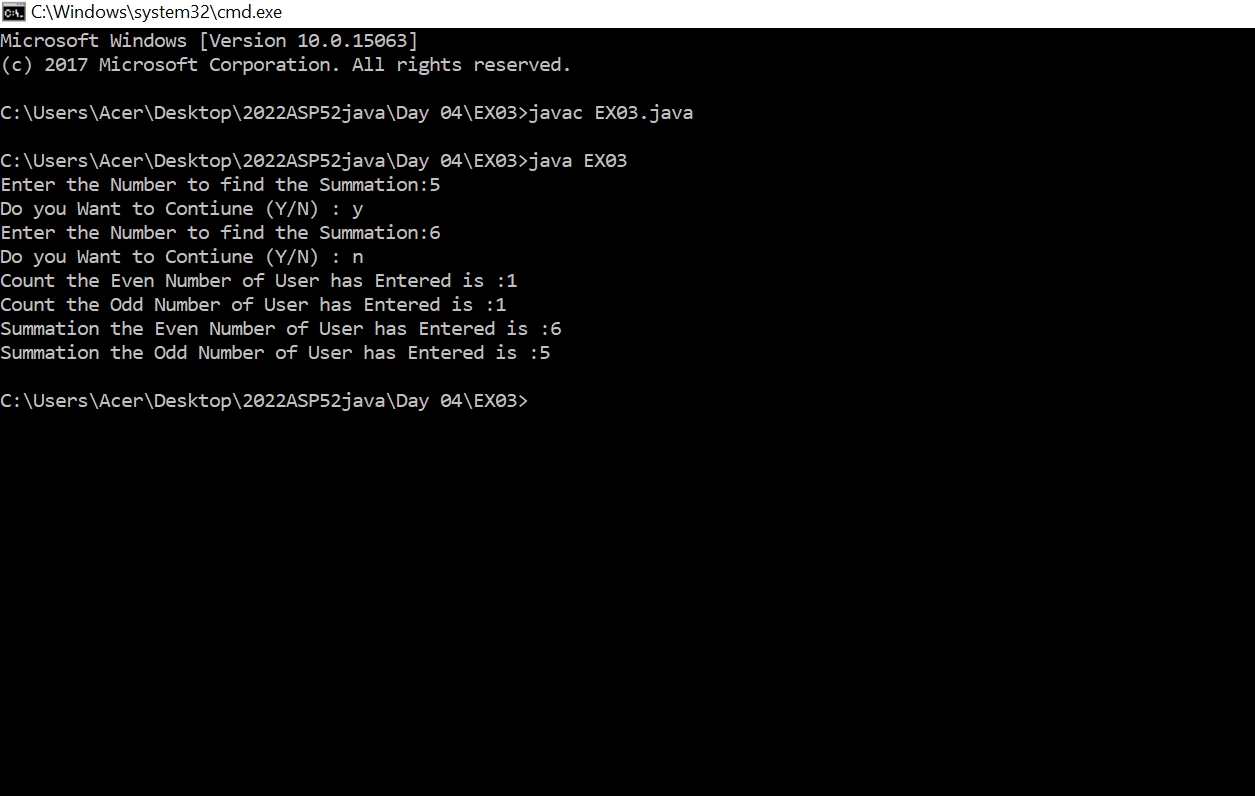 C:\Windows\system32\cmd.exe
Microsoft Windows [Version 10.0.15063]
(c) 2017 Microsoft Corporation. All rights reserved.
C:\Users\Acer\Desktop\2022ASP52java\Day 04\EX03>javac EX03.java
C:\Users\Acer\Desktop\2022ASP52java\Day 04\EX03>java EX03
Enter the Number to find the Summation:5
Do you Want to Contiune (Y/N) : y
Enter the Number to find the Summation:6
Do you Want to Contiune (Y/N) : n
Count the Even Number of User has Entered is :1
Count the Odd Number of User has Entered is :1
Summation the Even Number of User has Entered is :6
Summation the Odd Number of User has Entered is :5
C:\Users\Acer\Desktop\2022ASP52java\Day 04\EX03>